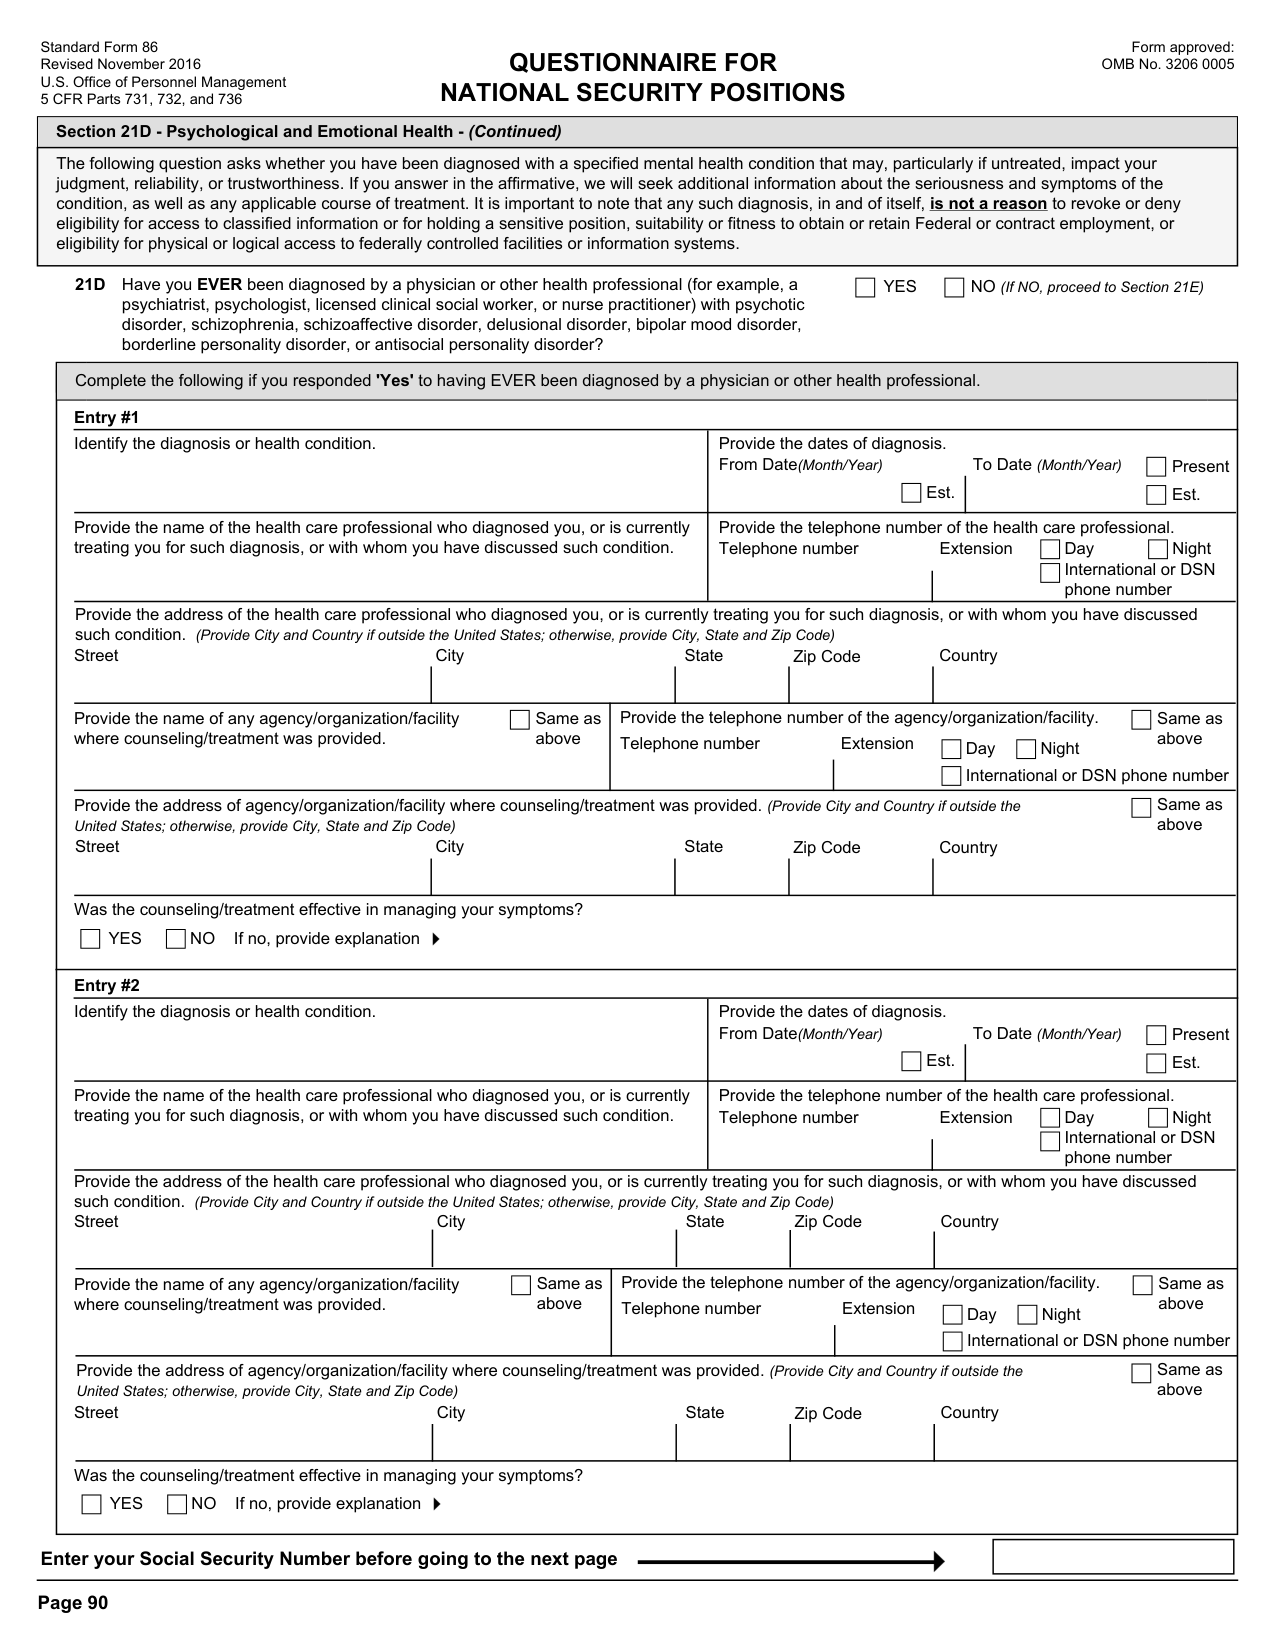 Standard Form 86
Revised November 2016
U.S. Office of Personnel Management
5 CFR Parts 731, 732, and 736
QUESTIONNAIRE FOR
NATIONAL SECURITY POSITIONS
Form approved:
OMB No. 3206 0005
Section 21D - Psychological and Emotional Health - (Continued)
The following question asks whether you have been diagnosed with a specified mental health condition that may, particularly if untreated, impact your
judgment, reliability, or trustworthiness. If you answer in the affirmative, we will seek additional information about the seriousness and symptoms of the
condition, as well as any applicable course of treatment. It is important to note that any such diagnosis, in and of itself, is not a reason to revoke or deny
eligibility for access to classified information or for holding a sensitive position, suitability or fitness to obtain or retain Federal or contract employment, or
eligibility for physical or logical access to federally controlled facilities or information systems.
21D Have you EVER been diagnosed by a physician or other health professional (for example, a
psychiatrist, psychologist, licensed clinical social worker, or nurse practitioner) with psychotic
disorder, schizophrenia, schizoaffective disorder, delusional disorder, bipolar mood disorder,
borderline personality disorder, or antisocial personality disorder?
YES NO (If NO, proceed to Section 21E)
Complete the following if you responded 'Yes' to having EVER been diagnosed by a physician or other health professional.
Entry #1
Identify the diagnosis or health condition.
Provide the dates of diagnosis.
From Date(Month/Year) To Date (Month/Year) Present
Est. Est.
Provide the name of the health care professional who diagnosed you, or is currently
treating you for such diagnosis, or with whom you have discussed such condition.
Provide the telephone number of the health care professional.
Telephone number Extension Day Night
International or DSN
phone number
Provide the address of the health care professional who diagnosed you, or is currently treating you for such diagnosis, or with whom you have discussed
such condition. (Provide City and Country if outside the United States; otherwise, provide City, State and Zip Code)
Street City State Zip Code Country
Provide the name of any agency/organization/facility
where counseling/treatment was provided.
Same as
above
Provide the telephone number of the agency/organization/facility.
Telephone number Extension Day Night
International or DSN phone number
Same as
above
Provide the address of agency/organization/facility where counseling/treatment was provided. (Provide City and Country if outside the
United States; otherwise, provide City, State and Zip Code)
Same as
above
Street City State Zip Code Country
Was the counseling/treatment effective in managing your symptoms?
YES NO If no, provide explanation
Entry #2
Identify the diagnosis or health condition.
Provide the dates of diagnosis.
From Date(Month/Year) To Date (Month/Year) Present
Est. Est.
Provide the name of the health care professional who diagnosed you, or is currently
treating you for such diagnosis, or with whom you have discussed such condition.
Provide the telephone number of the health care professional.
Telephone number Extension Day Night
International or DSN
phone number
Provide the address of the health care professional who diagnosed you, or is currently treating you for such diagnosis, or with whom you have discussed
such condition. (Provide City and Country if outside the United States; otherwise, provide City, State and Zip Code)
Street City State Zip Code Country
Provide the name of any agency/organization/facility
where counseling/treatment was provided.
Same as
above
Provide the telephone number of the agency/organization/facility.
Telephone number Extension Day Night
International or DSN phone number
Same as
above
Provide the address of agency/organization/facility where counseling/treatment was provided. (Provide City and Country if outside the
United States; otherwise, provide City, State and Zip Code)
Same as
above
Street City State Zip Code Country
Was the counseling/treatment effective in managing your symptoms?
YES NO If no, provide explanation
Enter your Social Security Number before going to the next page
Page 90